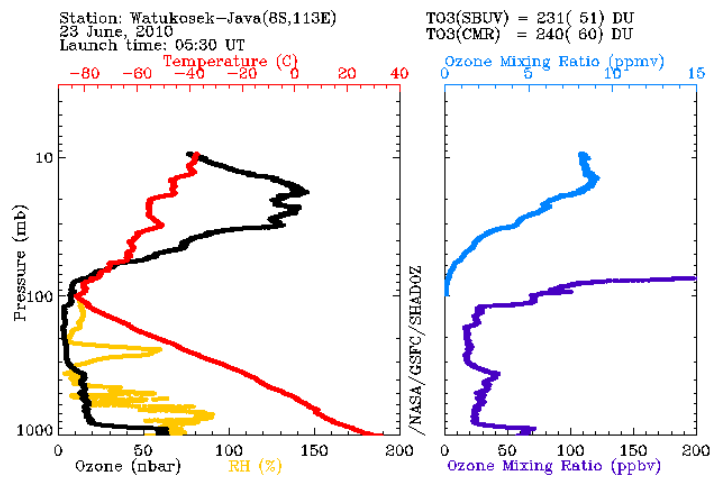 Station: Watukosek-Java(8S,113E)
23 June, 2010
Launch time: 05:30 UT
TO3(SBUV) = 231( 51) DU
TO3(CMR) = 240( 60) DU
Temperature (C)
-80 -60 -40 -20 0 20 40
Ozone Mixing Ratio (ppmv)
0 5 10 15
Pressure (mb)
10
100
1000
0 50 100 150 200
Ozone (nbar) RH (%)
/NASA/GSFC/SHADOZ
0 50 100 150 200
Ozone Mixing Ratio (ppbv)